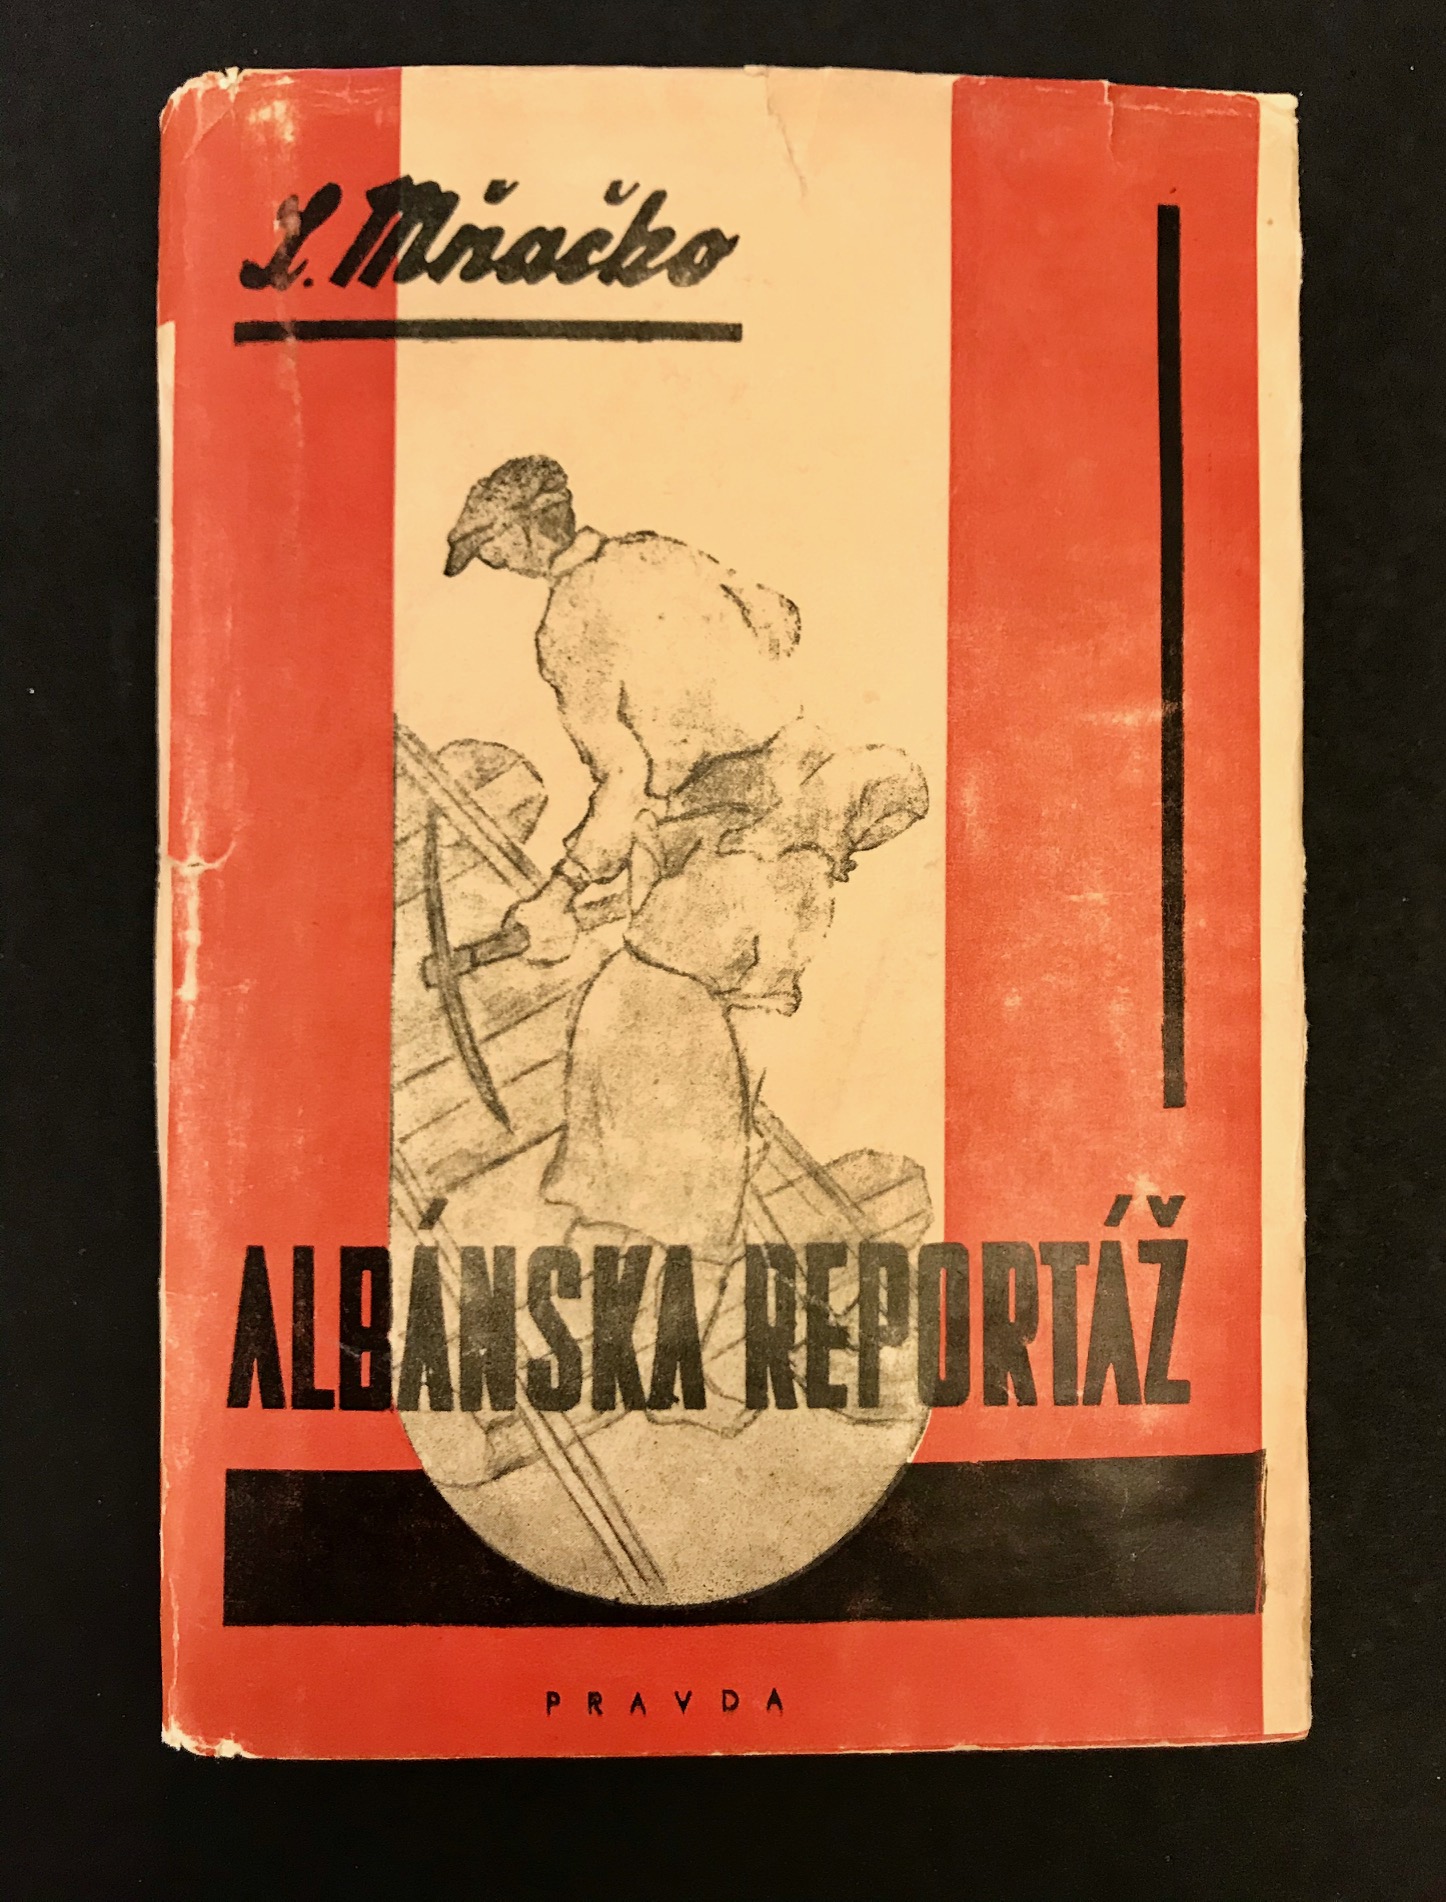 L. Mňačko
ALBÁNSKA REPORTÁŽ
PRAVDA